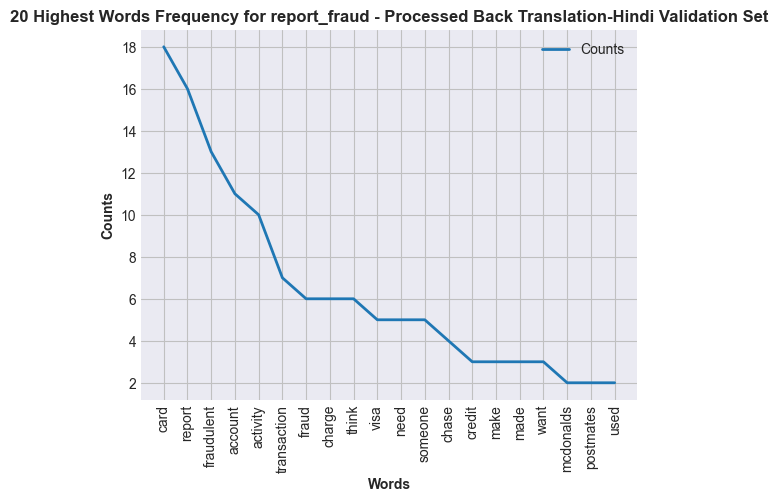 20 Highest Words Frequency for report_fraud - Processed Back Translation-Hindi Validation Set
Counts
18
16
14
12
10
8
6
4
2
Counts
card
report
fraudulent
account
activity
transaction
fraud
charge
think
visa
need
someone
chase
credit
make
made
want
mcdonalds
postmates
used
Words